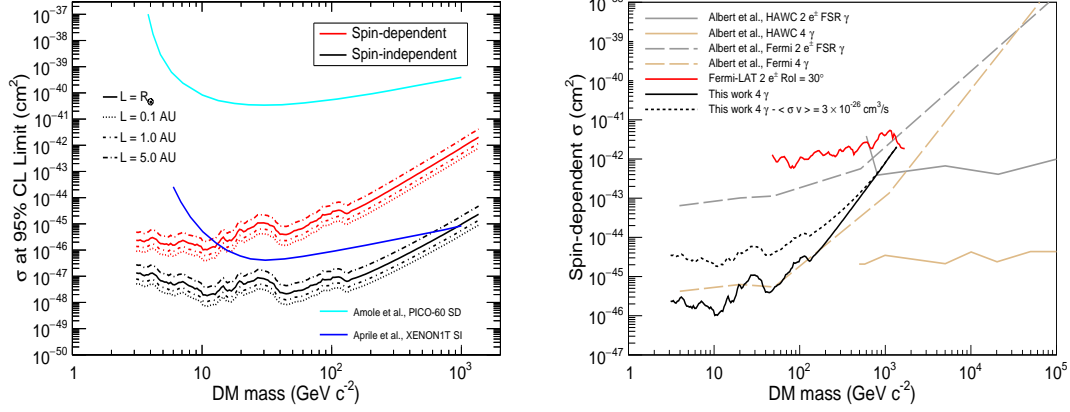 σ at 95% CL Limit (cm²)
10⁻³⁷
10⁻³⁸
10⁻³⁹
10⁻⁴⁰
10⁻⁴¹
10⁻⁴²
10⁻⁴³
10⁻⁴⁴
10⁻⁴⁵
10⁻⁴⁶
10⁻⁴⁷
10⁻⁴⁸
10⁻⁴⁹
10⁻⁵⁰
Spin-dependent
Spin-independent
L = R☉
L = 0.1 AU
L = 1.0 AU
L = 5.0 AU
Amole et al., PICO-60 SD
Aprile et al., XENON1T SI
1 10 10² 10³
DM mass (GeV c⁻²)
Spin-dependent σ (cm²)
10⁻³⁸
10⁻³⁹
10⁻⁴⁰
10⁻⁴¹
10⁻⁴²
10⁻⁴³
10⁻⁴⁴
10⁻⁴⁵
10⁻⁴⁶
10⁻⁴⁷
Albert et al., HAWC 2 e± FSR γ
Albert et al., HAWC 4 γ
Albert et al., Fermi 2 e± FSR γ
Albert et al., Fermi 4 γ
Fermi-LAT 2 e± RoI = 30°
This work 4 γ
This work 4 γ - < σ v > = 3 × 10⁻²⁶ cm³/s
1 10 10² 10³ 10⁴ 10⁵
DM mass (GeV c⁻²)